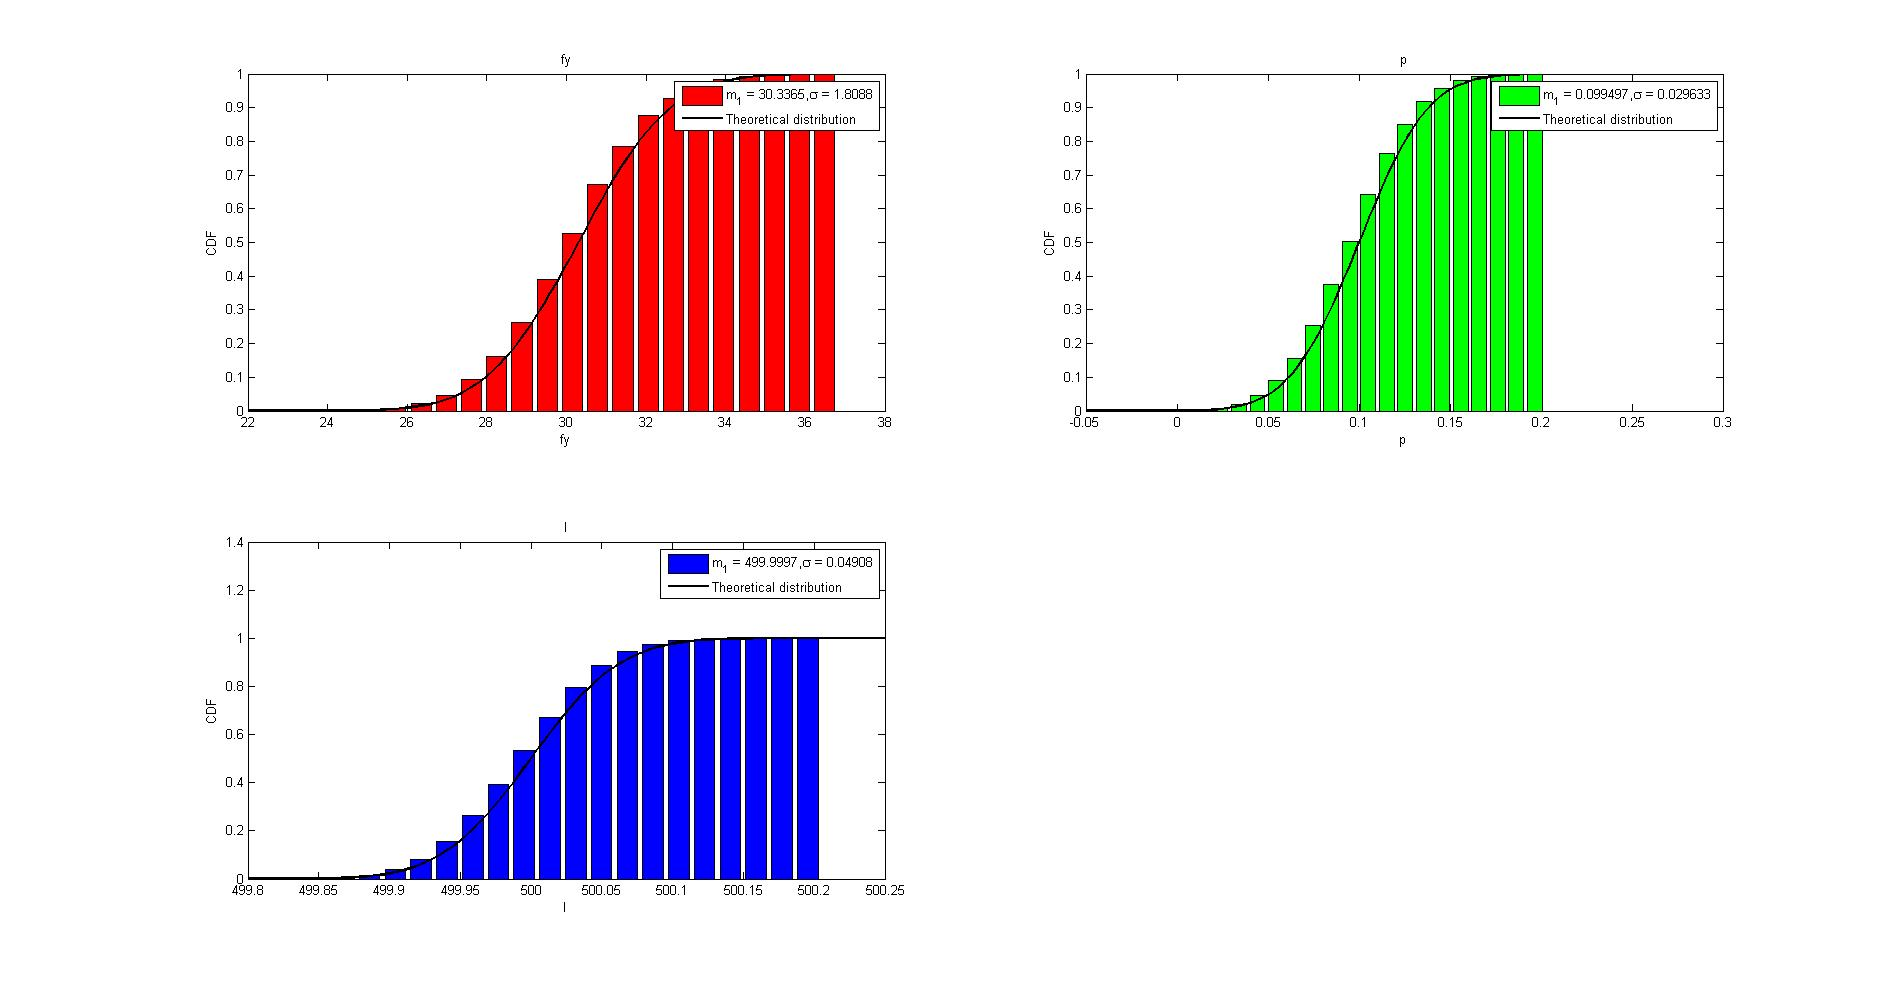 fy
1
0.9
0.8
0.7
0.6
0.5
0.4
0.3
0.2
0.1
0
CDF
22 24 26 28 30 32 34 36 38
fy
m1 = 30.3365,σ = 1.8088
Theoretical distribution
p
1
0.9
0.8
0.7
0.6
0.5
0.4
0.3
0.2
0.1
0
CDF
-0.05 0 0.05 0.1 0.15 0.2 0.25 0.3
p
m1 = 0.099497,σ = 0.029633
Theoretical distribution
l
1.4
1.2
1
0.8
0.6
0.4
0.2
0
CDF
499.8 499.85 499.9 499.95 500 500.05 500.1 500.15 500.2 500.25
l
m1 = 499.9997,σ = 0.04908
Theoretical distribution